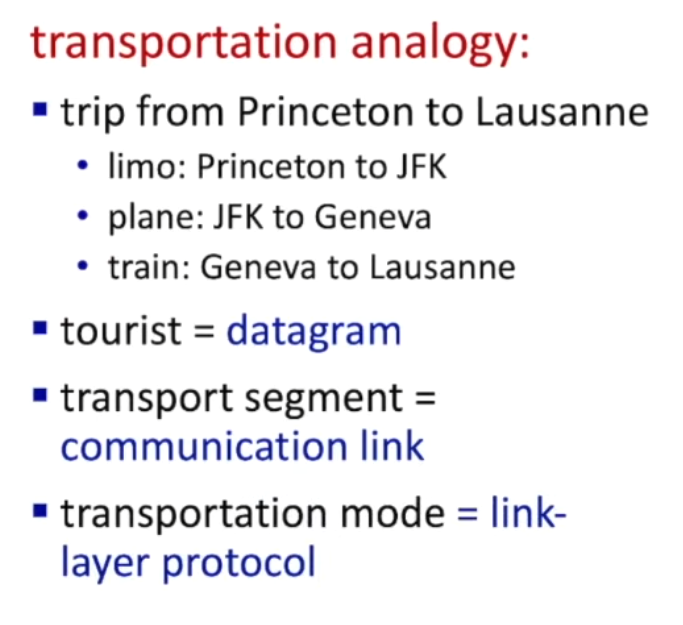 transportation analogy:
▪ trip from Princeton to Lausanne
• limo: Princeton to JFK
• plane: JFK to Geneva
• train: Geneva to Lausanne
▪ tourist = datagram
▪ transport segment =
communication link
▪ transportation mode = link-
layer protocol